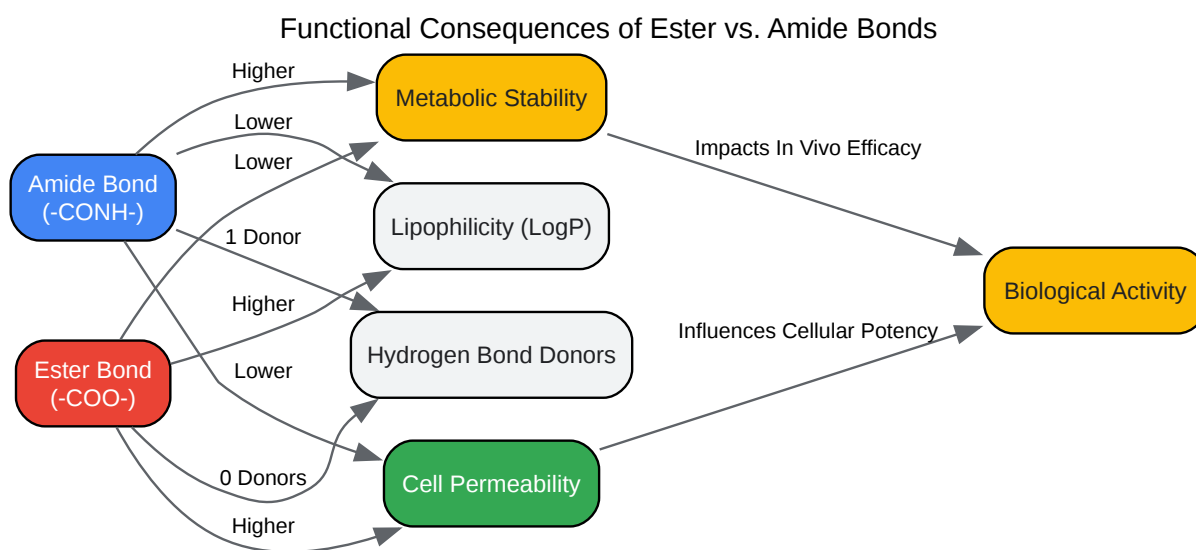 Functional Consequences of Ester vs. Amide Bonds
Higher
Metabolic Stability
Lower
Lower
Impacts In Vivo Efficacy
Amide Bond
(-CONH-)
Lipophilicity (LogP)
1 Donor
Biological Activity
Higher
Influences Cellular Potency
Hydrogen Bond Donors
Ester Bond
(-COO-)
Lower
0 Donors
Cell Permeability
Higher